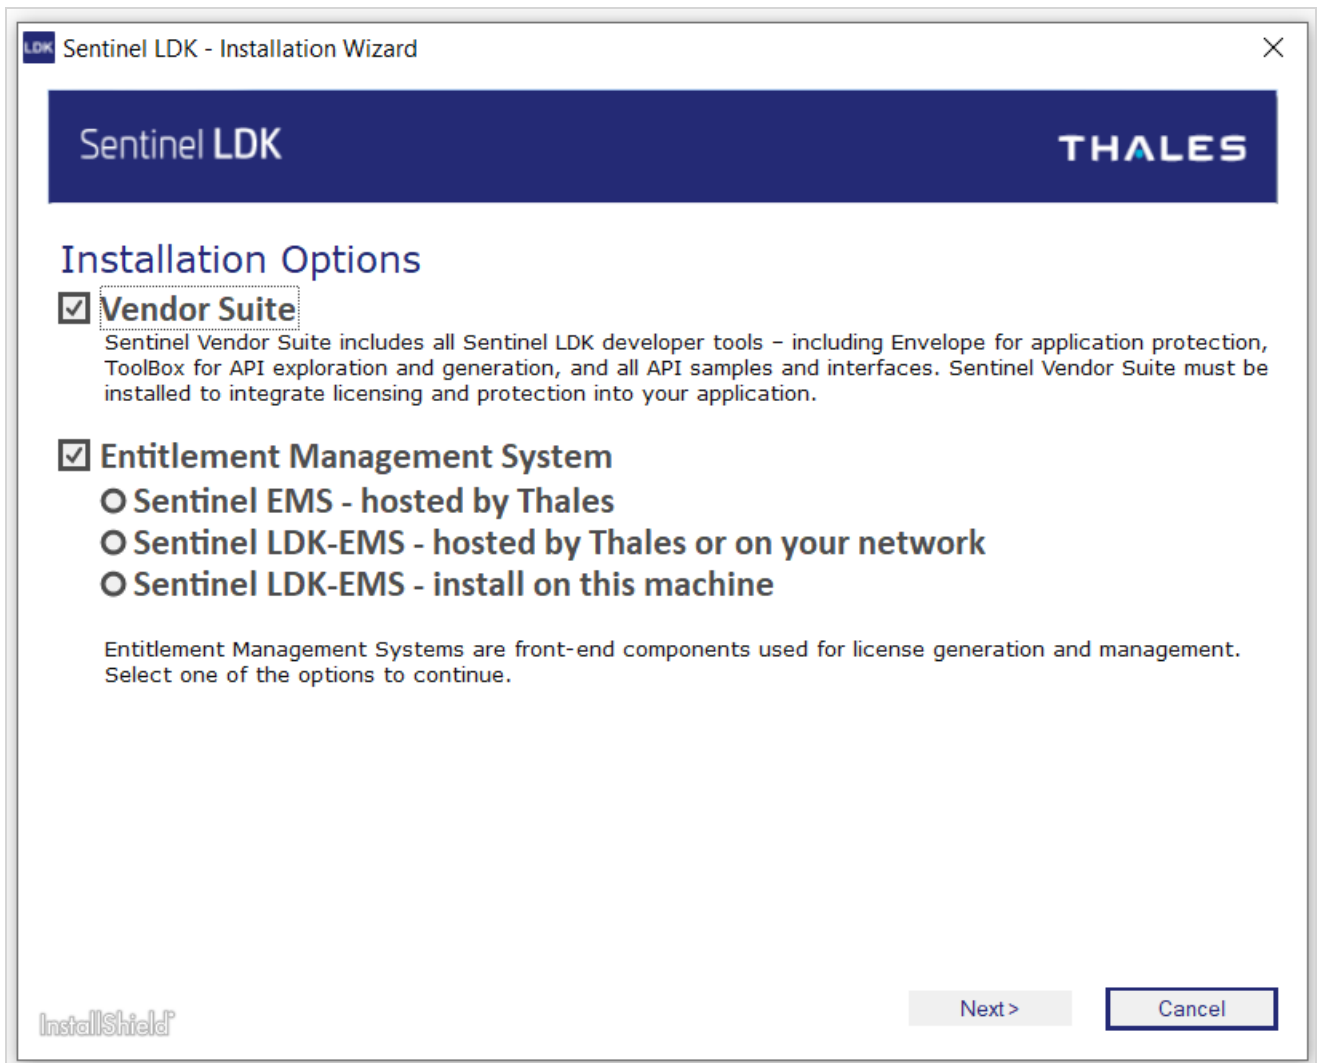 LDK Sentinel LDK - Installation Wizard
Sentinel LDK
THALES
Installation Options
Vendor Suite
Sentinel Vendor Suite includes all Sentinel LDK developer tools – including Envelope for application protection,
ToolBox for API exploration and generation, and all API samples and interfaces. Sentinel Vendor Suite must be
installed to integrate licensing and protection into your application.
Entitlement Management System
Sentinel EMS - hosted by Thales
Sentinel LDK-EMS - hosted by Thales or on your network
Sentinel LDK-EMS - install on this machine
Entitlement Management Systems are front-end components used for license generation and management.
Select one of the options to continue.
InstallShield
Next >
Cancel